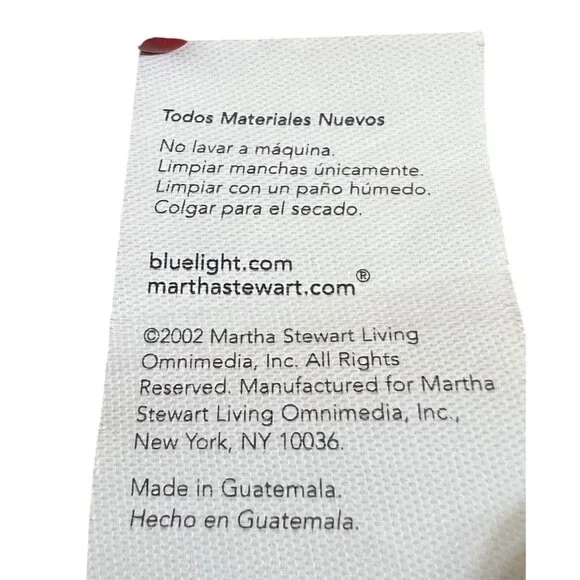 Todos Materiales Nuevos
No lavar a máquina.
Limpiar manchas únicamente.
Limpiar con un paño húmedo.
Colgar para el secado.
bluelight.com
marthastewart.com®
©2002 Martha Stewart Living
Omnimedia, Inc. All Rights
Reserved. Manufactured for Martha
Stewart Living Omnimedia, Inc.,
New York, NY 10036.
Made in Guatemala.
Hecho en Guatemala.